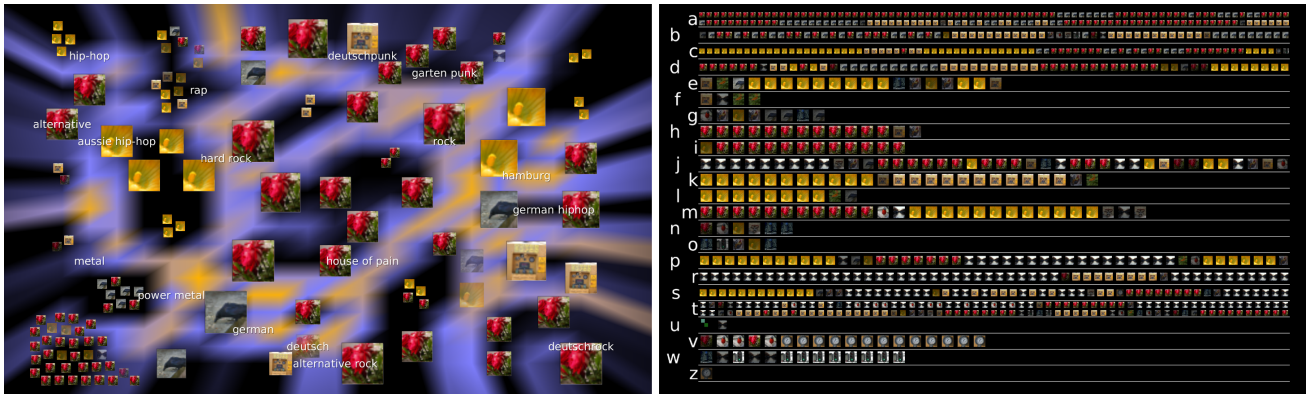 hip-hop
deutschpunk
garten punk
rap
alternative
aussie hip-hop
rock
hard rock
hamburg
german hiphop
metal
house of pain
power metal
german
deutsch
deutschrock
alternative rock
a
b
c
d
e
f
g
h
i
j
k
l
m
n
o
p
r
s
t
u
v
w
z